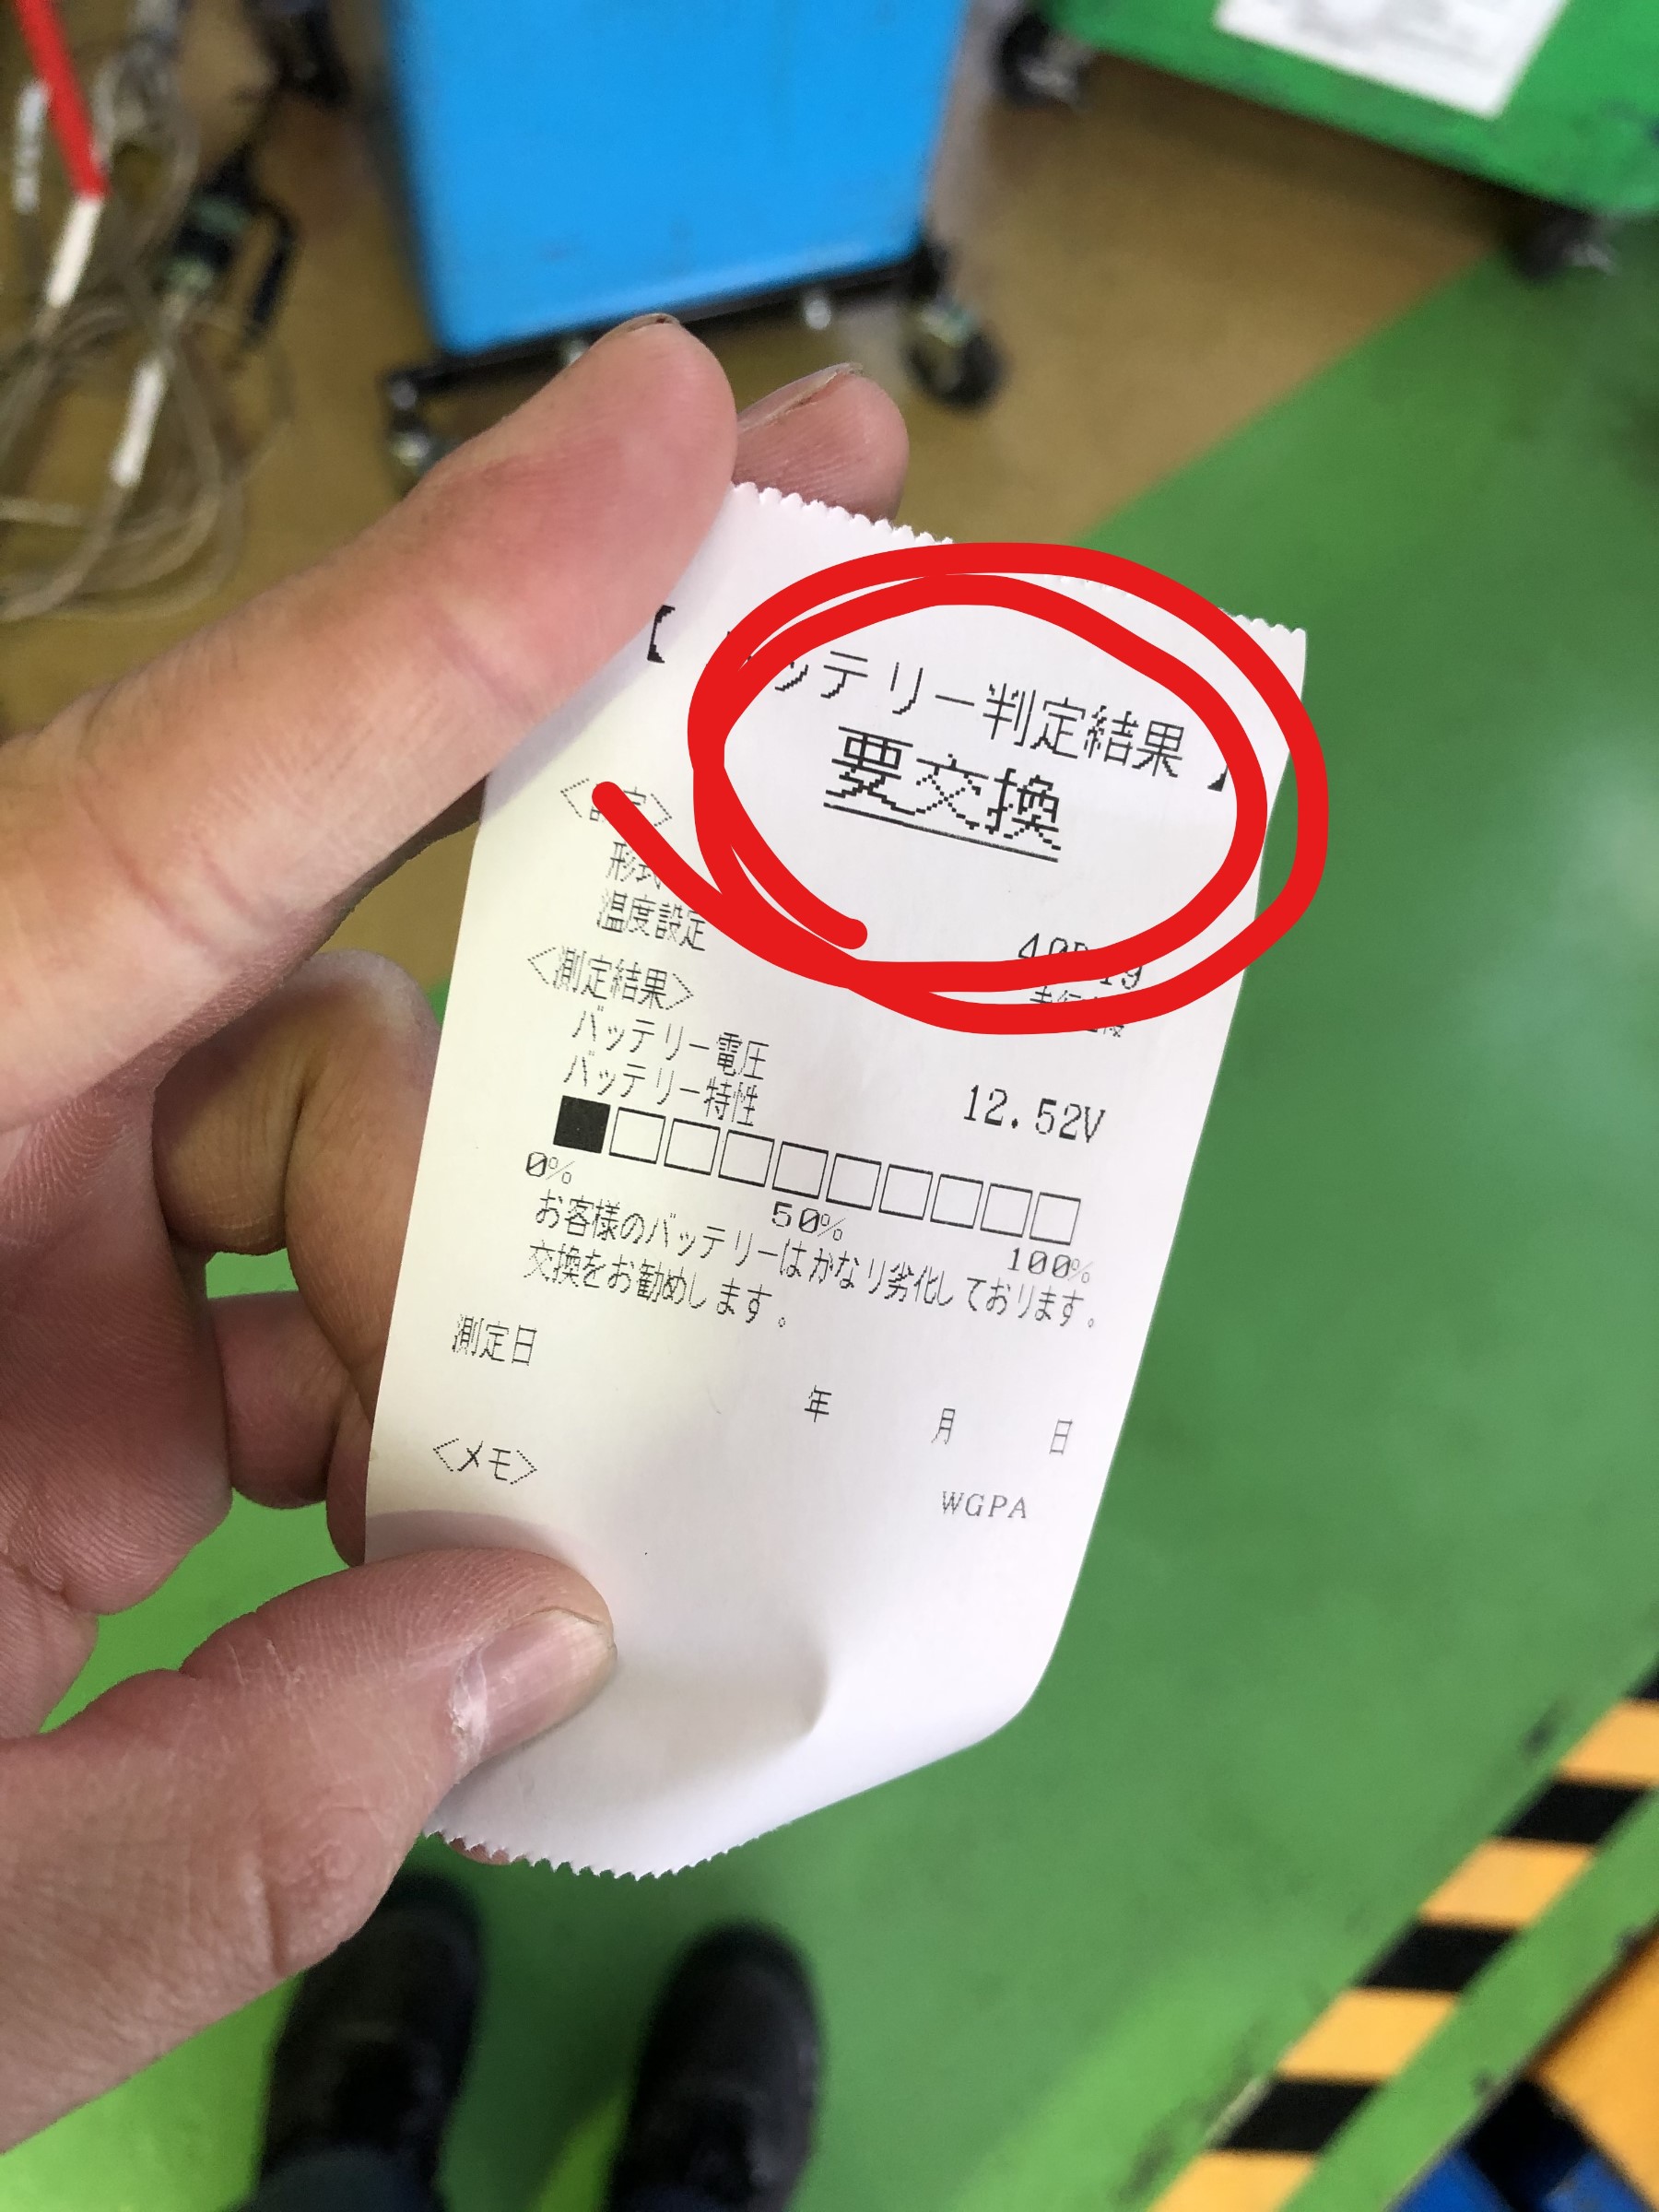 【 バッテリー判定結果 】
要交換
形式
温度設定
<測定結果>
バッテリー電圧 12.52V
バッテリー特性
0% 50% 100%
お客様のバッテリーはかなり劣化しております。
交換をお勧めします。
測定日
年 月 日
<メモ>
WGPA